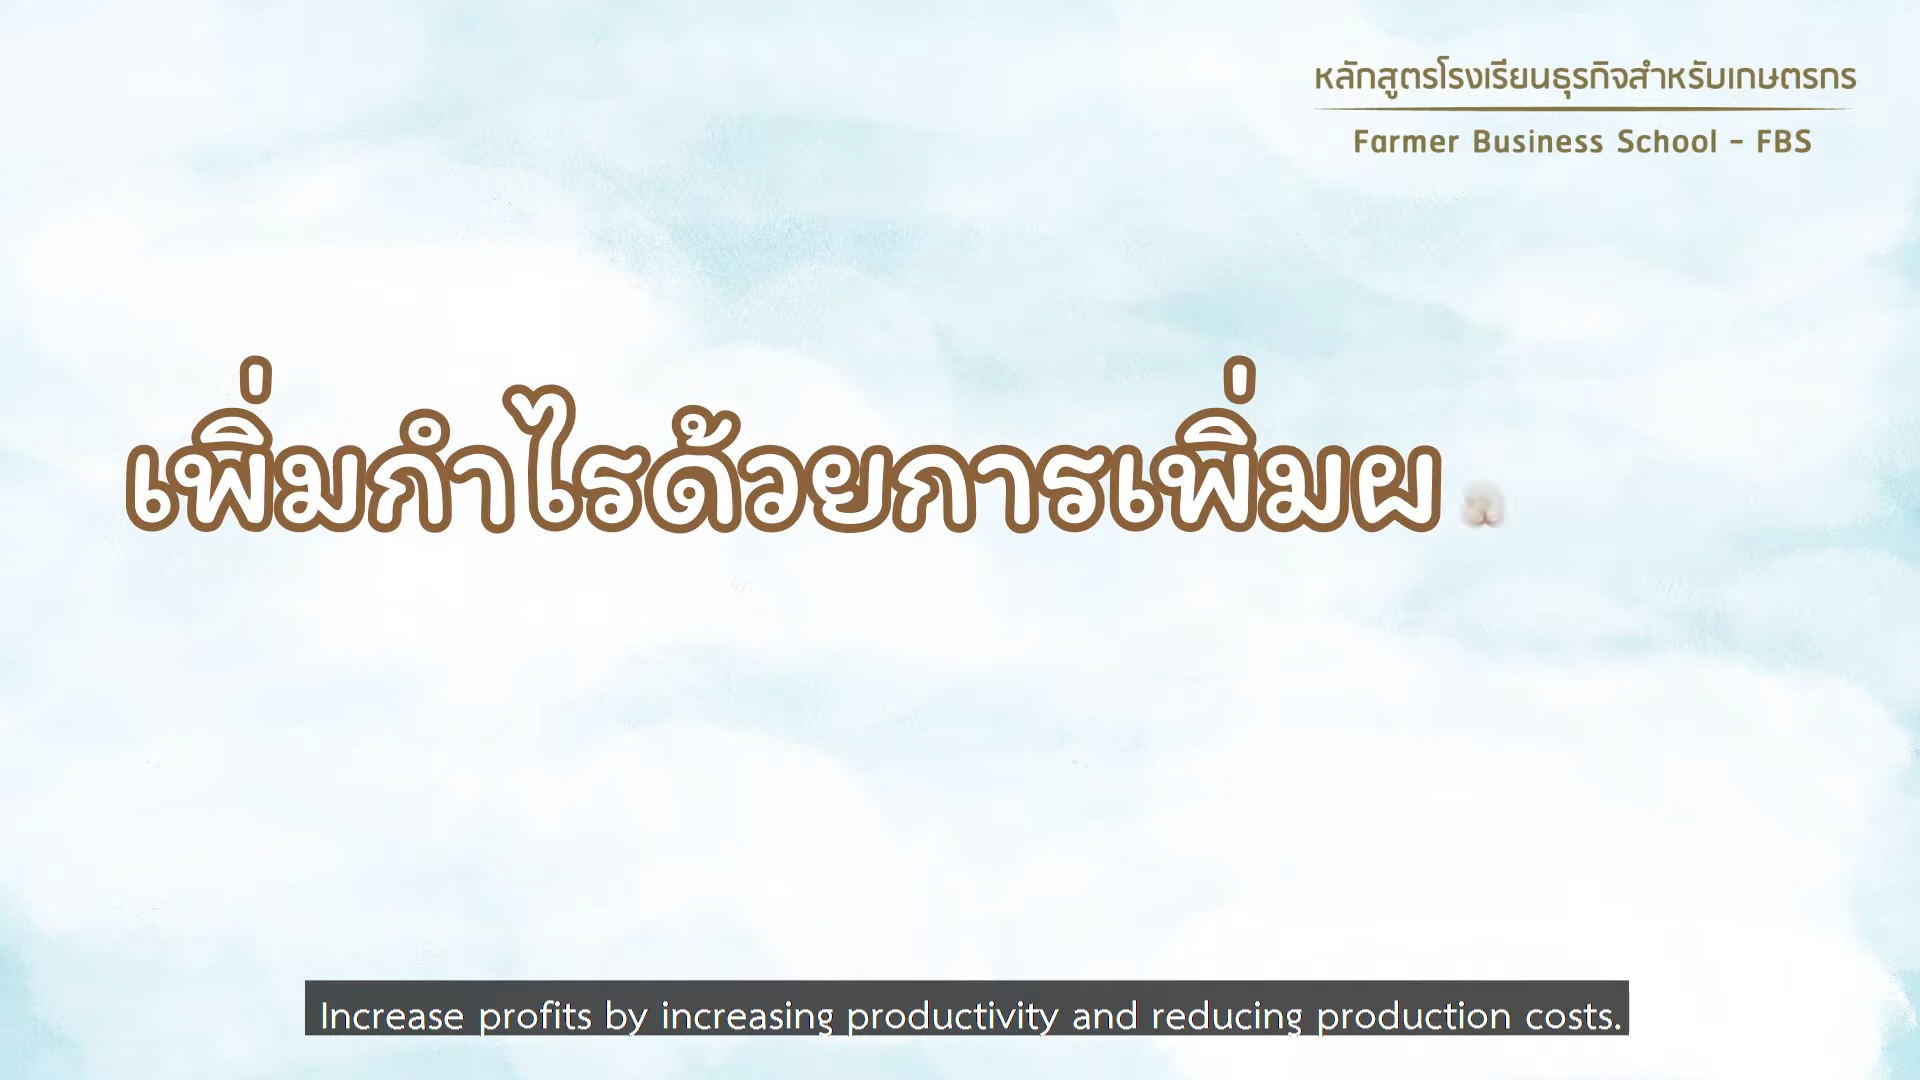 หลักสูตรโรงเรียนธุรกิจสำหรับเกษตรกร
Farmer Business School - FBS
เพิ่มกำไรด้วยการเพิ่มผ
Increase profits by increasing productivity and reducing production costs.